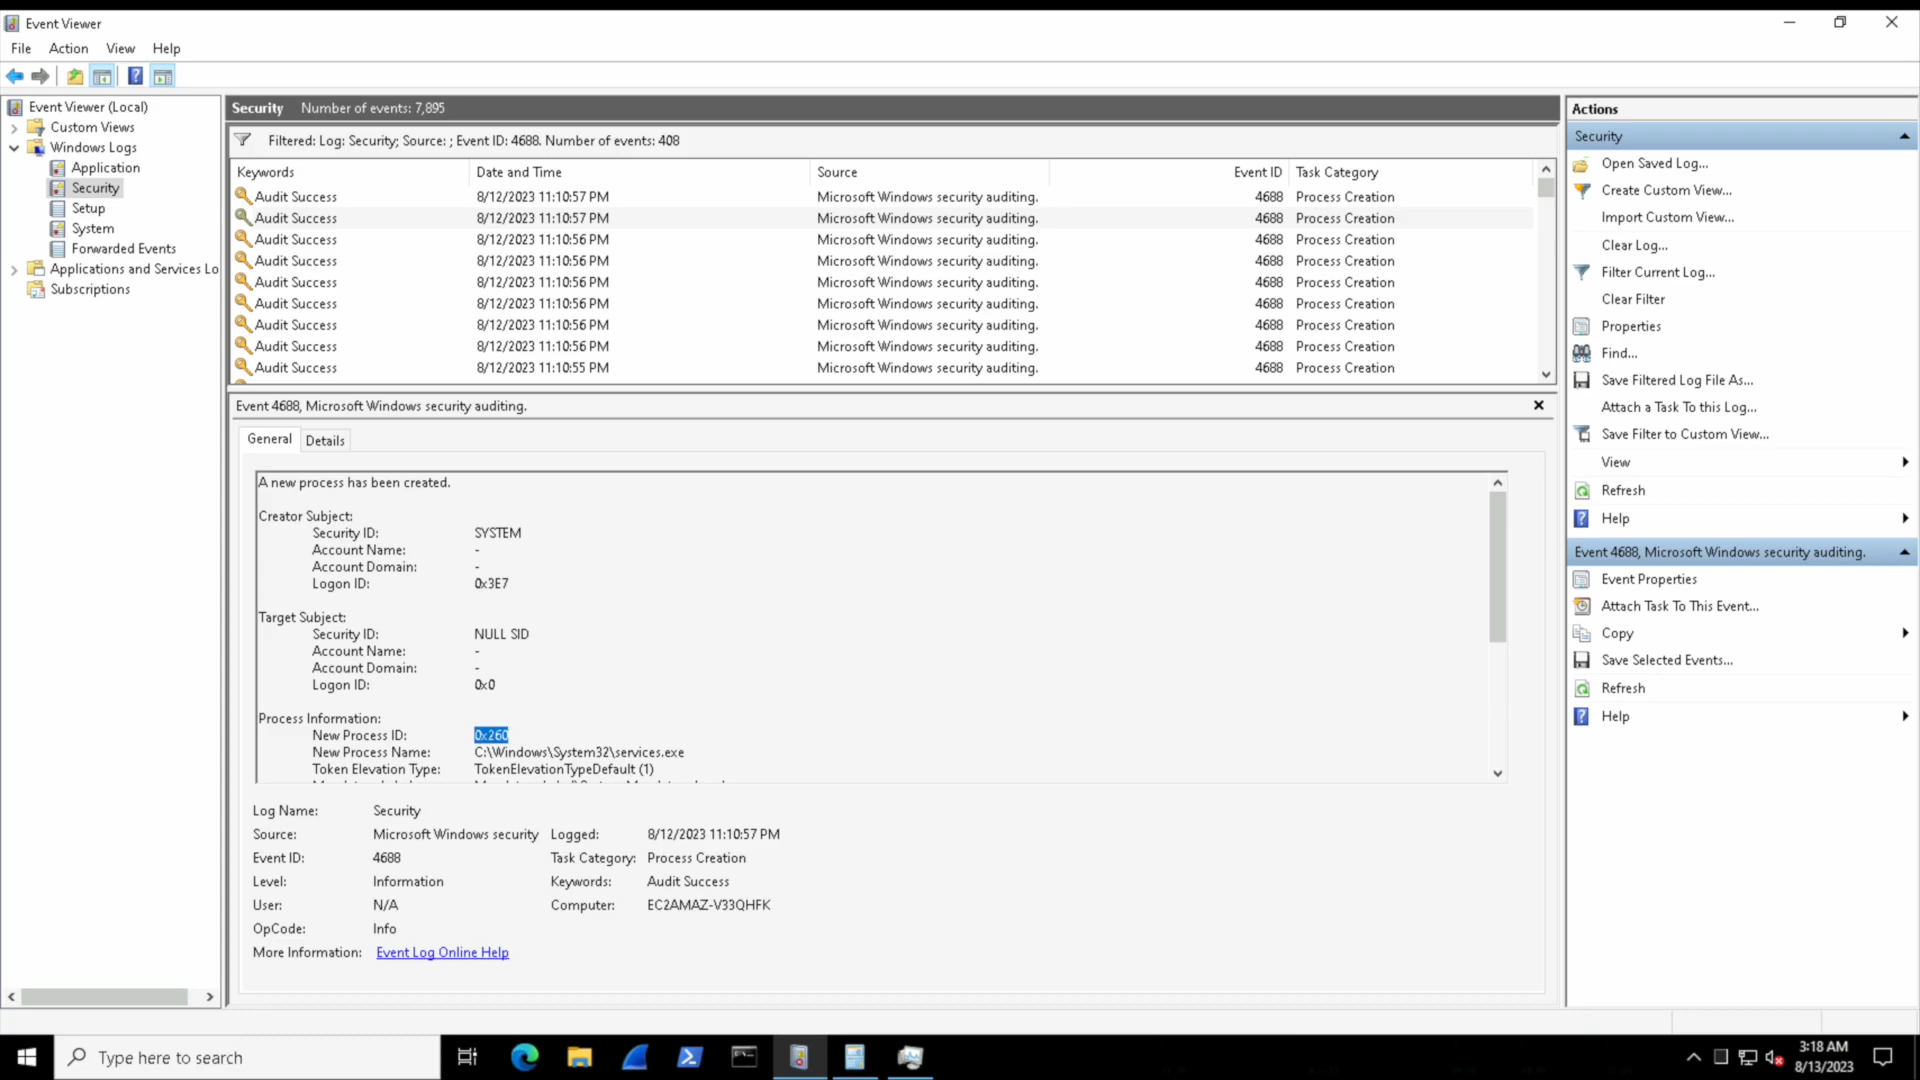 Event Viewer
File Action View Help
Event Viewer (Local)
Custom Views
Windows Logs
Application
Security
Setup
System
Forwarded Events
Applications and Services Lo
Subscriptions
Security Number of events: 7,895
Filtered: Log: Security; Source: ; Event ID: 4688. Number of events: 408
Keywords Date and Time Source Event ID Task Category
Audit Success 8/12/2023 11:10:57 PM Microsoft Windows security auditing. 4688 Process Creation
Audit Success 8/12/2023 11:10:57 PM Microsoft Windows security auditing. 4688 Process Creation
Audit Success 8/12/2023 11:10:56 PM Microsoft Windows security auditing. 4688 Process Creation
Audit Success 8/12/2023 11:10:56 PM Microsoft Windows security auditing. 4688 Process Creation
Audit Success 8/12/2023 11:10:56 PM Microsoft Windows security auditing. 4688 Process Creation
Audit Success 8/12/2023 11:10:56 PM Microsoft Windows security auditing. 4688 Process Creation
Audit Success 8/12/2023 11:10:56 PM Microsoft Windows security auditing. 4688 Process Creation
Audit Success 8/12/2023 11:10:56 PM Microsoft Windows security auditing. 4688 Process Creation
Audit Success 8/12/2023 11:10:55 PM Microsoft Windows security auditing. 4688 Process Creation
Event 4688, Microsoft Windows security auditing.
General Details
A new process has been created.
Creator Subject:
Security ID: SYSTEM
Account Name: -
Account Domain: -
Logon ID: 0x3E7
Target Subject:
Security ID: NULL SID
Account Name: -
Account Domain: -
Logon ID: 0x0
Process Information:
New Process ID: 0x260
New Process Name: C:\Windows\System32\services.exe
Token Elevation Type: TokenElevationTypeDefault (1)
Log Name: Security
Source: Microsoft Windows security Logged: 8/12/2023 11:10:57 PM
Event ID: 4688 Task Category: Process Creation
Level: Information Keywords: Audit Success
User: N/A Computer: EC2AMAZ-V33QHFK
OpCode: Info
More Information: Event Log Online Help
Actions
Security
Open Saved Log...
Create Custom View...
Import Custom View...
Clear Log...
Filter Current Log...
Clear Filter
Properties
Find...
Save Filtered Log File As...
Attach a Task To this Log...
Save Filter to Custom View...
View
Refresh
Help
Event 4688, Microsoft Windows security auditing.
Event Properties
Attach Task To This Event...
Copy
Save Selected Events...
Refresh
Help
Type here to search
3:18 AM
8/13/2023